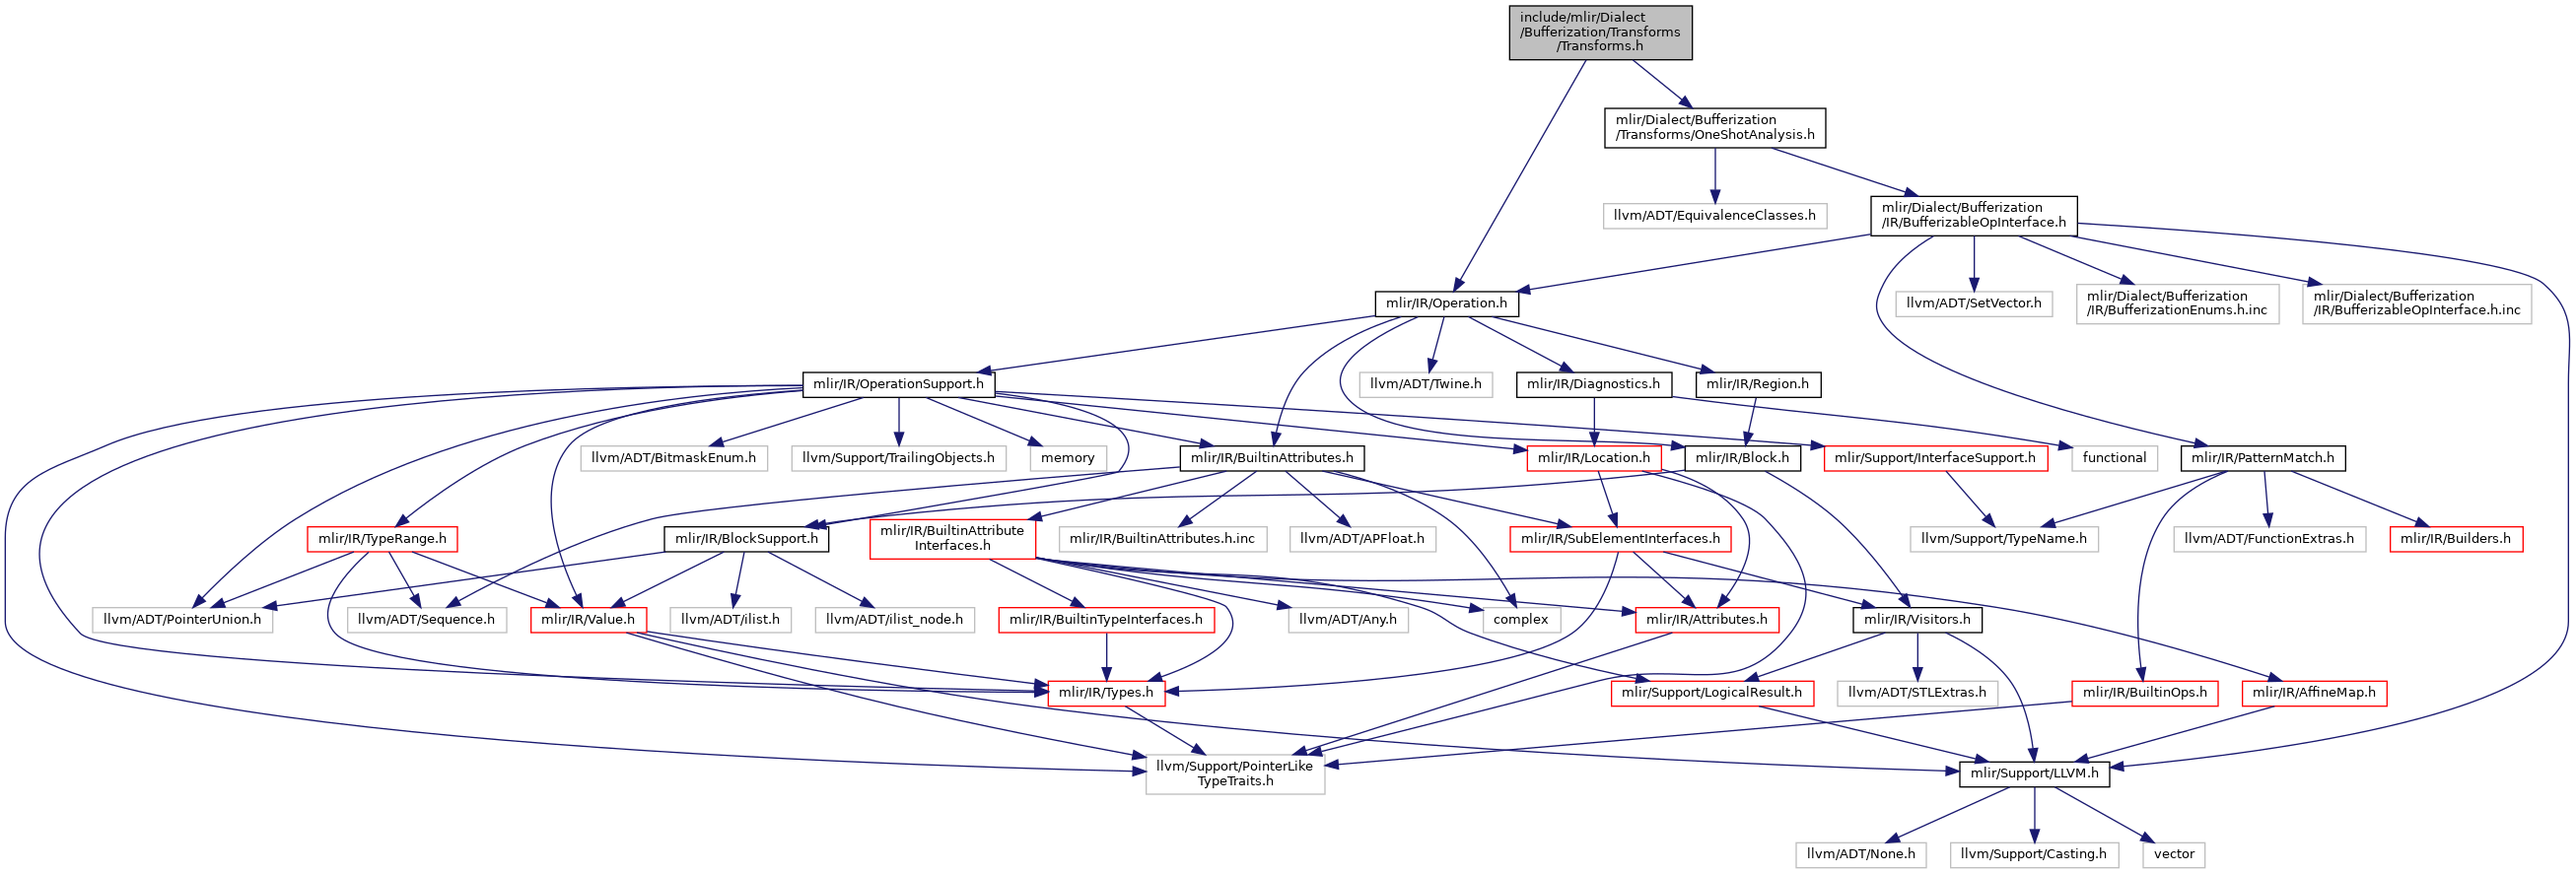 include/mlir/Dialect
/Bufferization/Transforms
/Transforms.h
mlir/Dialect/Bufferization
/Transforms/OneShotAnalysis.h
llvm/ADT/EquivalenceClasses.h
mlir/Dialect/Bufferization
/IR/BufferizableOpInterface.h
mlir/IR/Operation.h
llvm/ADT/SetVector.h
mlir/Dialect/Bufferization
/IR/BufferizationEnums.h.inc
mlir/Dialect/Bufferization
/IR/BufferizableOpInterface.h.inc
mlir/IR/OperationSupport.h
llvm/ADT/Twine.h
mlir/IR/Diagnostics.h
mlir/IR/Region.h
llvm/ADT/BitmaskEnum.h
llvm/Support/TrailingObjects.h
memory
mlir/IR/BuiltinAttributes.h
mlir/IR/Location.h
mlir/IR/Block.h
mlir/Support/InterfaceSupport.h
functional
mlir/IR/PatternMatch.h
mlir/IR/TypeRange.h
mlir/IR/BlockSupport.h
mlir/IR/BuiltinAttribute
Interfaces.h
mlir/IR/BuiltinAttributes.h.inc
llvm/ADT/APFloat.h
mlir/IR/SubElementInterfaces.h
llvm/Support/TypeName.h
llvm/ADT/FunctionExtras.h
mlir/IR/Builders.h
llvm/ADT/PointerUnion.h
llvm/ADT/Sequence.h
mlir/IR/Value.h
llvm/ADT/ilist.h
llvm/ADT/ilist_node.h
mlir/IR/BuiltinTypeInterfaces.h
llvm/ADT/Any.h
complex
mlir/IR/Attributes.h
mlir/IR/Visitors.h
mlir/IR/Types.h
mlir/Support/LogicalResult.h
llvm/ADT/STLExtras.h
mlir/IR/BuiltinOps.h
mlir/IR/AffineMap.h
llvm/Support/PointerLike
TypeTraits.h
mlir/Support/LLVM.h
llvm/ADT/None.h
llvm/Support/Casting.h
vector